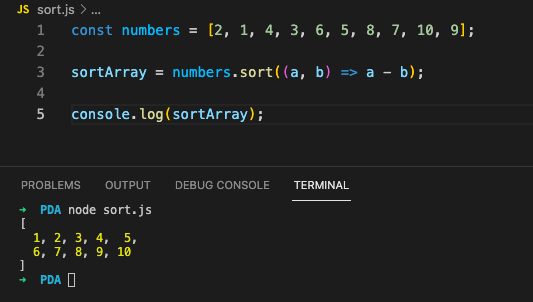 JS sort.js > ...
1 const numbers = [2, 1, 4, 3, 6, 5, 8, 7, 10, 9];
2
3 sortArray = numbers.sort((a, b) => a - b);
4
5 console.log(sortArray);
PROBLEMS OUTPUT DEBUG CONSOLE TERMINAL
→ PDA node sort.js
[
1, 2, 3, 4, 5,
6, 7, 8, 9, 10
]
→ PDA